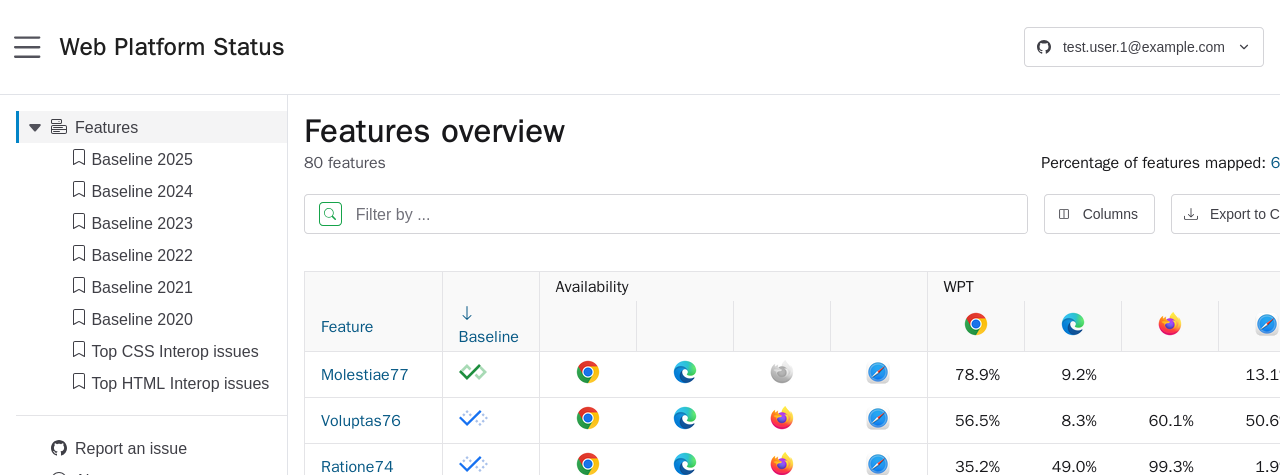 Web Platform Status
test.user.1@example.com
Features
Baseline 2025
Baseline 2024
Baseline 2023
Baseline 2022
Baseline 2021
Baseline 2020
Top CSS Interop issues
Top HTML Interop issues
Report an issue
Features overview
80 features
Percentage of features mapped: 6
Filter by ...
Columns
Export to C
Availability
WPT
Feature
↓
Baseline
Molestiae77 78.9% 9.2% 13.1%
Voluptas76 56.5% 8.3% 60.1% 50.6%
Ratione74 35.2% 49.0% 99.3% 1.9